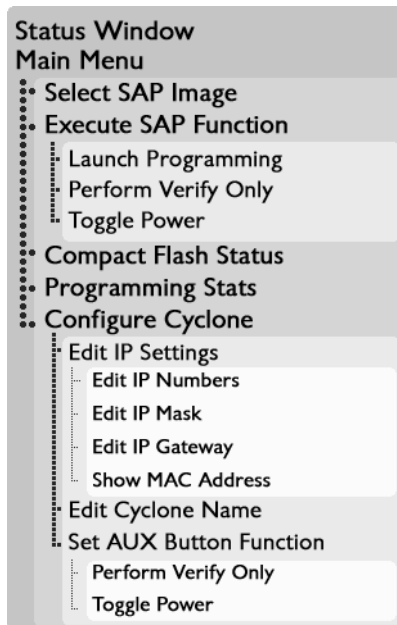 Status Window
Main Menu
Select SAP Image
Execute SAP Function
Launch Programming
Perform Verify Only
Toggle Power
Compact Flash Status
Programming Stats
Configure Cyclone
Edit IP Settings
Edit IP Numbers
Edit IP Mask
Edit IP Gateway
Show MAC Address
Edit Cyclone Name
Set AUX Button Function
Perform Verify Only
Toggle Power